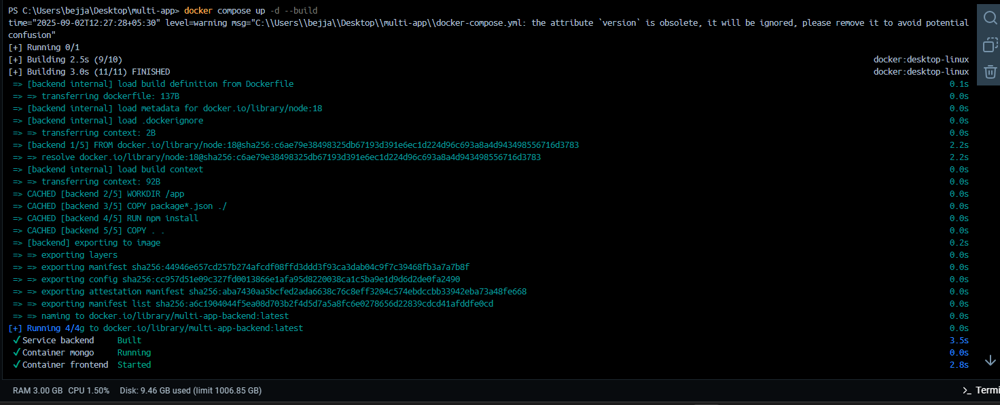 PS C:\Users\bejja\Desktop\multi-app> docker compose up -d --build
time="2025-09-02T12:27:28+05:30" level=warning msg="C:\\Users\\bejja\\Desktop\\multi-app\\docker-compose.yml: the attribute `version` is obsolete, it will be ignored, please remove it to avoid potential
confusion"
[+] Running 0/1
[+] Building 2.5s (9/10) docker:desktop-linux
[+] Building 3.0s (11/11) FINISHED docker:desktop-linux
=> [backend internal] load build definition from Dockerfile 0.1s
=> => transferring dockerfile: 137B 0.0s
=> [backend internal] load metadata for docker.io/library/node:18 0.0s
=> [backend internal] load .dockerignore 0.0s
=> => transferring context: 2B 0.0s
=> [backend 1/5] FROM docker.io/library/node:18@sha256:c6ae79e38498325db67193d391e6ec1d224d96c693a8a4d943498556716d3783 2.2s
=> => resolve docker.io/library/node:18@sha256:c6ae79e38498325db67193d391e6ec1d224d96c693a8a4d943498556716d3783 2.2s
=> [backend internal] load build context 0.0s
=> => transferring context: 92B 0.0s
=> CACHED [backend 2/5] WORKDIR /app 0.0s
=> CACHED [backend 3/5] COPY package*.json ./ 0.0s
=> CACHED [backend 4/5] RUN npm install 0.0s
=> CACHED [backend 5/5] COPY . . 0.0s
=> [backend] exporting to image 0.2s
=> => exporting layers 0.0s
=> => exporting manifest sha256:44946e657cd257b274afcdf08ffd3ddd3f93ca3dab04c9f7c39468fb3a7a7b8f 0.0s
=> => exporting config sha256:cc957d51e09c327fd0013866e1afa95d8220038ca1c5ba9e1d9d6d2de0fa2490 0.0s
=> => exporting attestation manifest sha256:aba7430aa5bcfed2ada6638c76c8eff3204c574ebdccbb33942eba73a48fe668 0.0s
=> => exporting manifest list sha256:a6c1904044f5ea08d703b2f4d5d7a5a8fc6e0278656d22839cdcd41afddfe0cd 0.0s
=> => naming to docker.io/library/multi-app-backend:latest 0.0s
[+] Running 4/4g to docker.io/library/multi-app-backend:latest 0.0s
✔Service backend Built 3.5s
✔Container mongo Running 0.0s
✔Container frontend Started 2.8s
RAM 3.00 GB CPU 1.50% Disk: 9.46 GB used (limit 1006.85 GB) >_ Termi